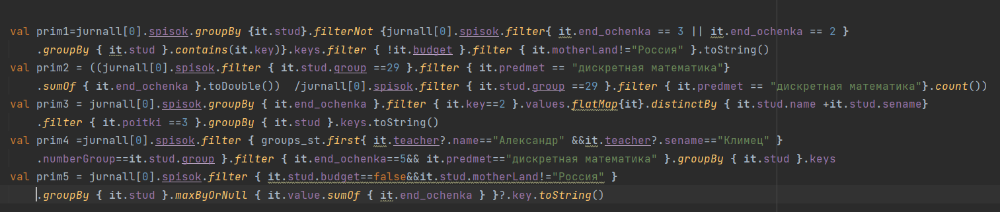 val prim1=jurnall[0].spisok.groupBy {it.stud}.filterNot {jurnall[0].spisok.filter{ it.end_ochenka == 3 || it.end_ochenka == 2 }
.groupBy { it.stud }.contains(it.key)}.keys.filter { !it.budget }.filter { it.motherLand!="Россия" }.toString()
val prim2 = ((jurnall[0].spisok.filter { it.stud.group ==29 }.filter { it.predmet == "дискретная математика"}
.sumOf { it.end_ochenka }.toDouble())  /jurnall[0].spisok.filter { it.stud.group ==29 }.filter { it.predmet == "дискретная математика"}.count())
val prim3 = jurnall[0].spisok.groupBy { it.end_ochenka }.filter { it.key==2 }.values.flatMap{it}.distinctBy { it.stud.name +it.stud.sename}
.filter { it.poitki ==3 }.groupBy { it.stud }.keys.toString()
val prim4 =jurnall[0].spisok.filter { groups_st.first{ it.teacher?.name=="Александр" &&it.teacher?.sename=="Климец" }
.numberGroup==it.stud.group }.filter { it.end_ochenka==5&& it.predmet=="дискретная математика" }.groupBy { it.stud }.keys
val prim5 = jurnall[0].spisok.filter { it.stud.budget==false&&it.stud.motherLand!="Россия" }
.groupBy { it.stud }.maxByOrNull { it.value.sumOf { it.end_ochenka } }?.key.toString()